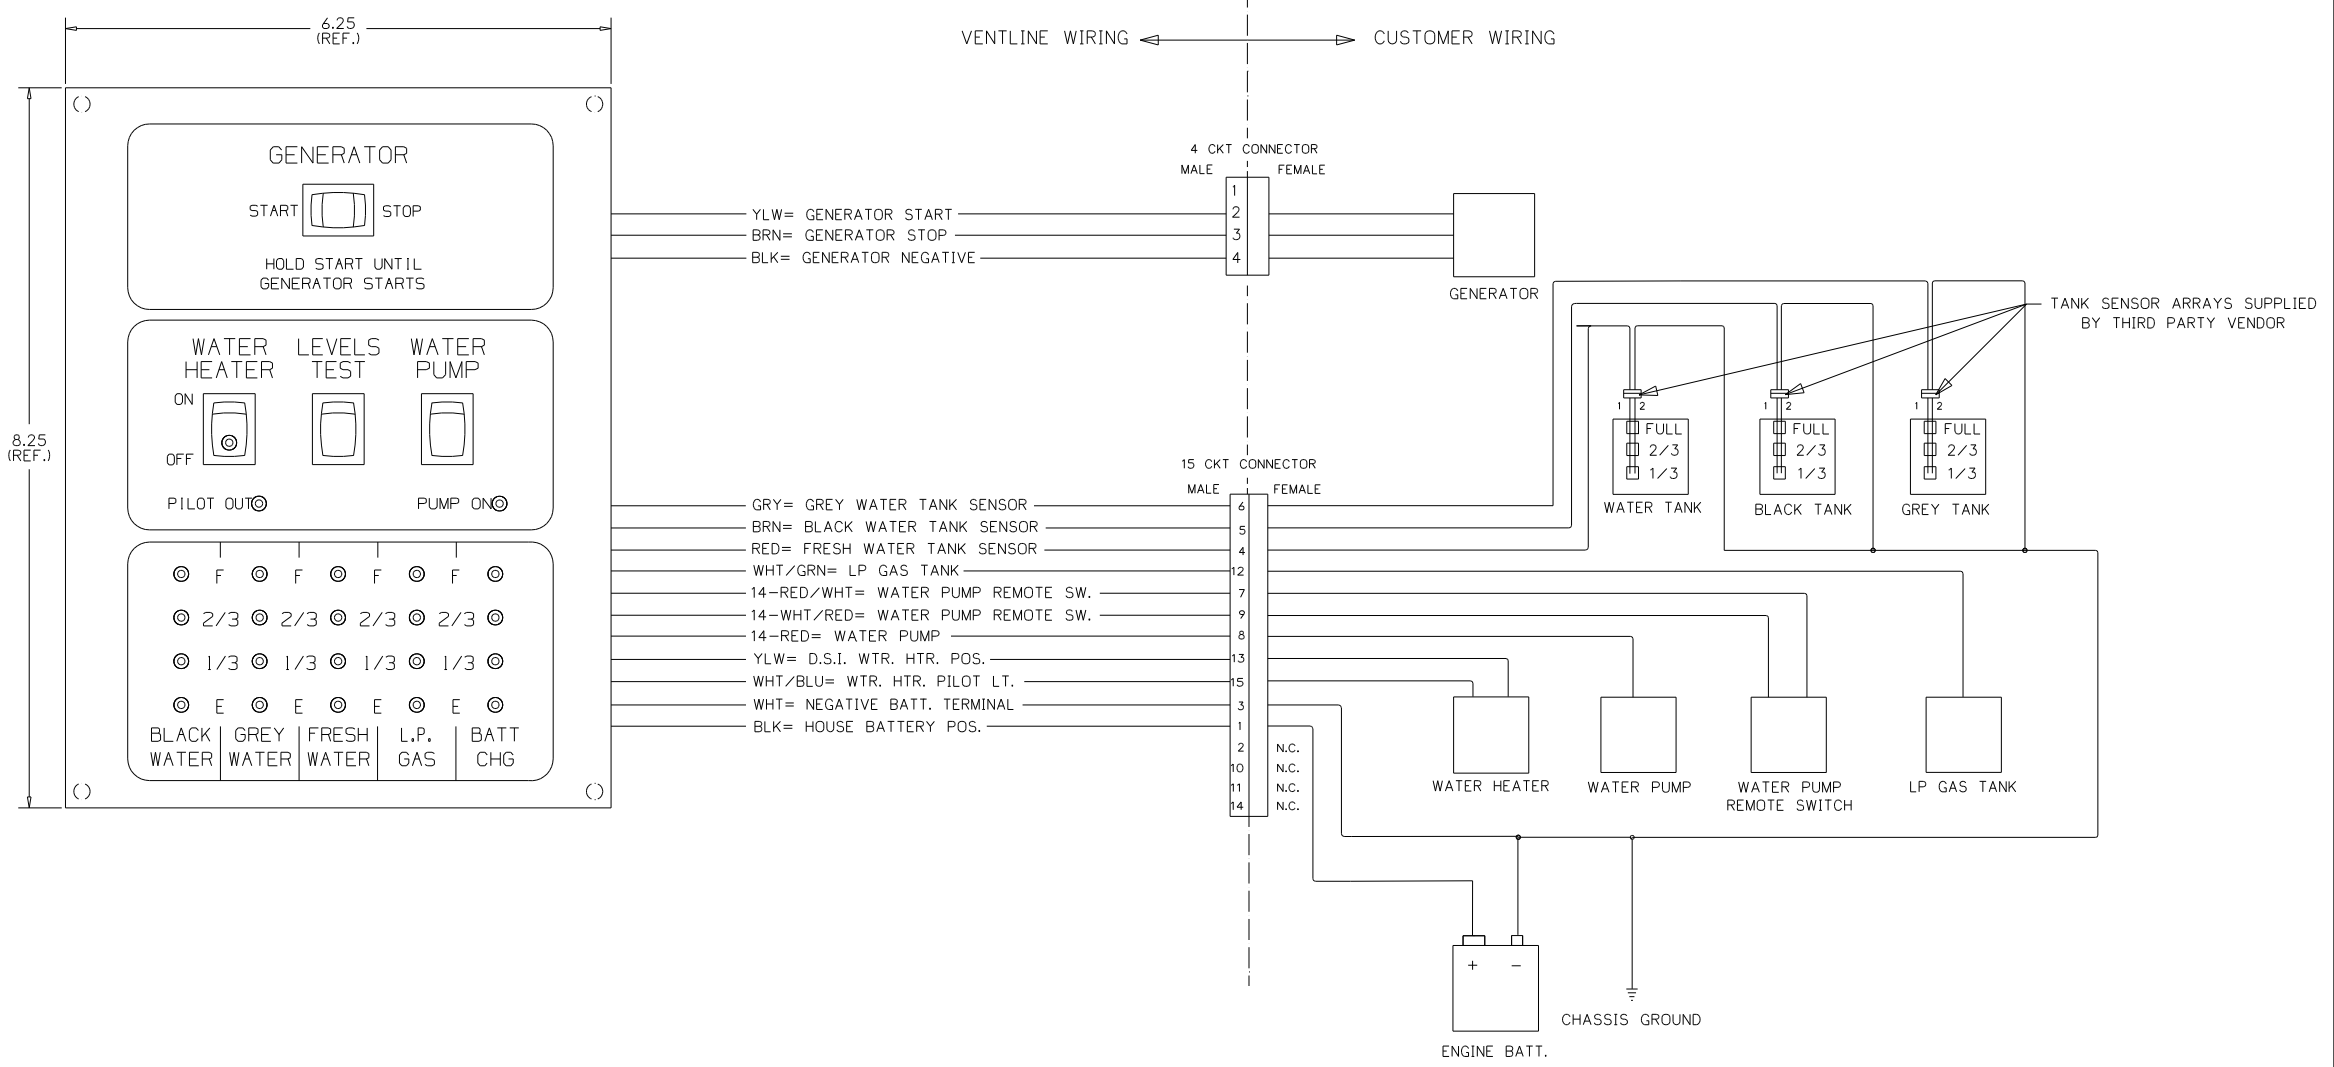 6.25
(REF.)
VENTLINE WIRING
CUSTOMER WIRING
8.25
(REF.)
GENERATOR
START
STOP
HOLD START UNTIL
GENERATOR STARTS
WATER
HEATER
LEVELS
TEST
WATER
PUMP
ON
OFF
PILOT OUT
PUMP ON
F F F F
2/3 2/3 2/3 2/3
1/3 1/3 1/3 1/3
E E E E
BLACK
WATER
GREY
WATER
FRESH
WATER
L.P.
GAS
BATT
CHG
YLW= GENERATOR START
BRN= GENERATOR STOP
BLK= GENERATOR NEGATIVE
4 CKT CONNECTOR
MALE
FEMALE
1
2
3
4
GENERATOR
TANK SENSOR ARRAYS SUPPLIED
BY THIRD PARTY VENDOR
1 2
FULL
2/3
1/3
WATER TANK
1 2
FULL
2/3
1/3
BLACK TANK
1 2
FULL
2/3
1/3
GREY TANK
15 CKT CONNECTOR
MALE
FEMALE
GRY= GREY WATER TANK SENSOR
BRN= BLACK WATER TANK SENSOR
RED= FRESH WATER TANK SENSOR
WHT/GRN= LP GAS TANK
14-RED/WHT= WATER PUMP REMOTE SW.
14-WHT/RED= WATER PUMP REMOTE SW.
14-RED= WATER PUMP
YLW= D.S.I. WTR. HTR. POS.
WHT/BLU= WTR. HTR. PILOT LT.
WHT= NEGATIVE BATT. TERMINAL
BLK= HOUSE BATTERY POS.
6
5
4
12
7
9
8
13
15
3
1
2 N.C.
10 N.C.
11 N.C.
14 N.C.
WATER HEATER
WATER PUMP
WATER PUMP
REMOTE SWITCH
LP GAS TANK
+ −
ENGINE BATT.
CHASSIS GROUND